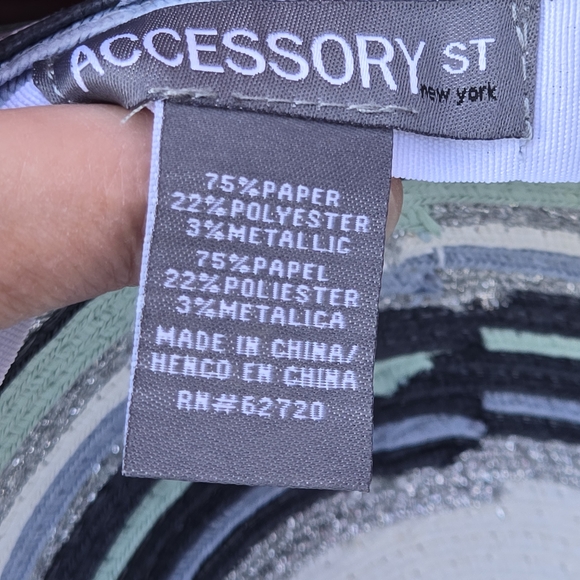 ACCESSORY ST
new york
75%PAPER
22%POLYESTER
3%METALLIC
75%PAPEL
22%POLIESTER
3%METALICA
MADE IN CHINA/
HENCO EN CHINA
RN#62720